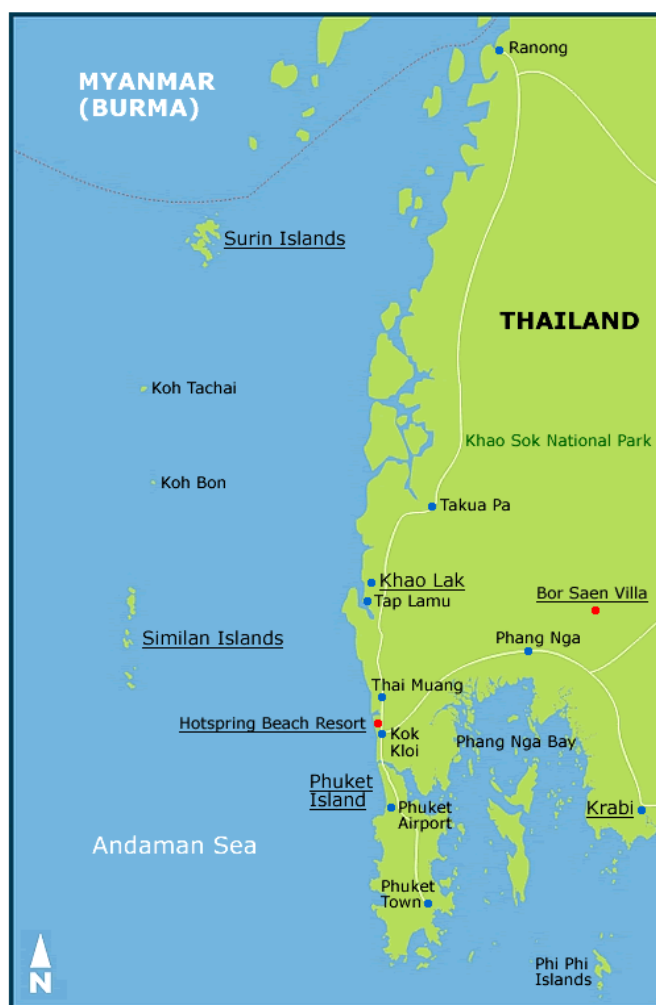 Ranong
MYANMAR
(BURMA)
Surin Islands
THAILAND
Koh Tachai
Khao Sok National Park
Koh Bon
Takua Pa
Khao Lak
Bor Saen Villa
Tap Lamu
Similan Islands
Phang Nga
Thai Muang
Hotspring Beach Resort
Kok
Kloi
Phang Nga Bay
Phuket
Island
Krabi
Phuket
Airport
Andaman Sea
Phuket
Town
Phi Phi
Islands
N